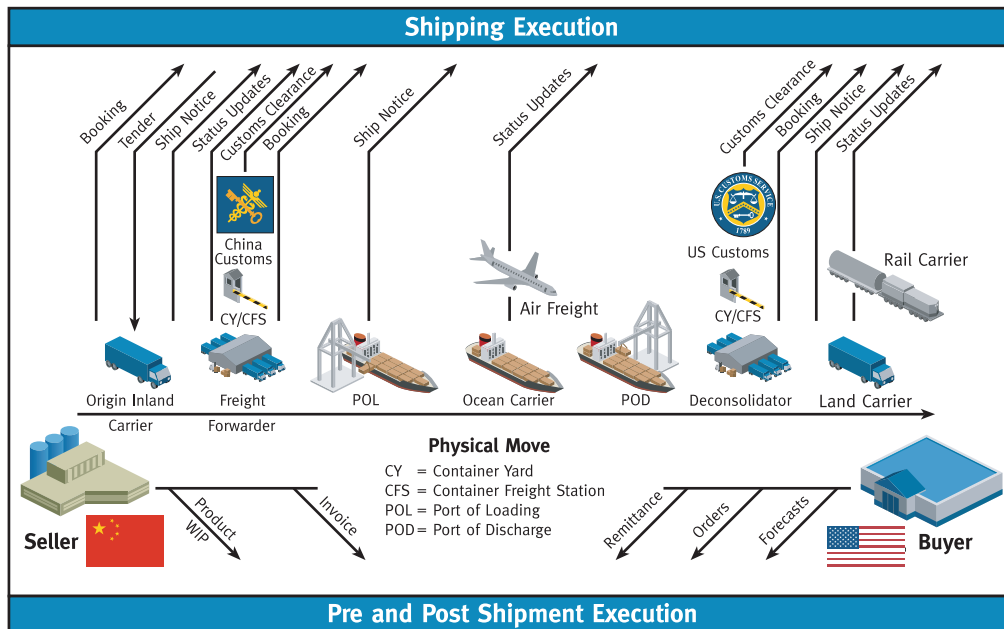 Shipping Execution
Booking
Tender
Ship Notice
Status Updates
Customs Clearance
Booking
Ship Notice
Status Updates
Customs Clearance
Booking
Ship Notice
Status Updates
U.S. CUSTOMS SERVICE
1789
China
Customs
US Customs
Rail Carrier
CY/CFS
Air Freight
CY/CFS
Origin Inland
Carrier
Freight
Forwarder
POL
Ocean Carrier
POD
Deconsolidator
Land Carrier
Physical Move
CY = Container Yard
CFS = Container Freight Station
POL = Port of Loading
POD = Port of Discharge
Seller
Product
WIP
Invoice
Remittance
Orders
Forecasts
Buyer
Pre and Post Shipment Execution